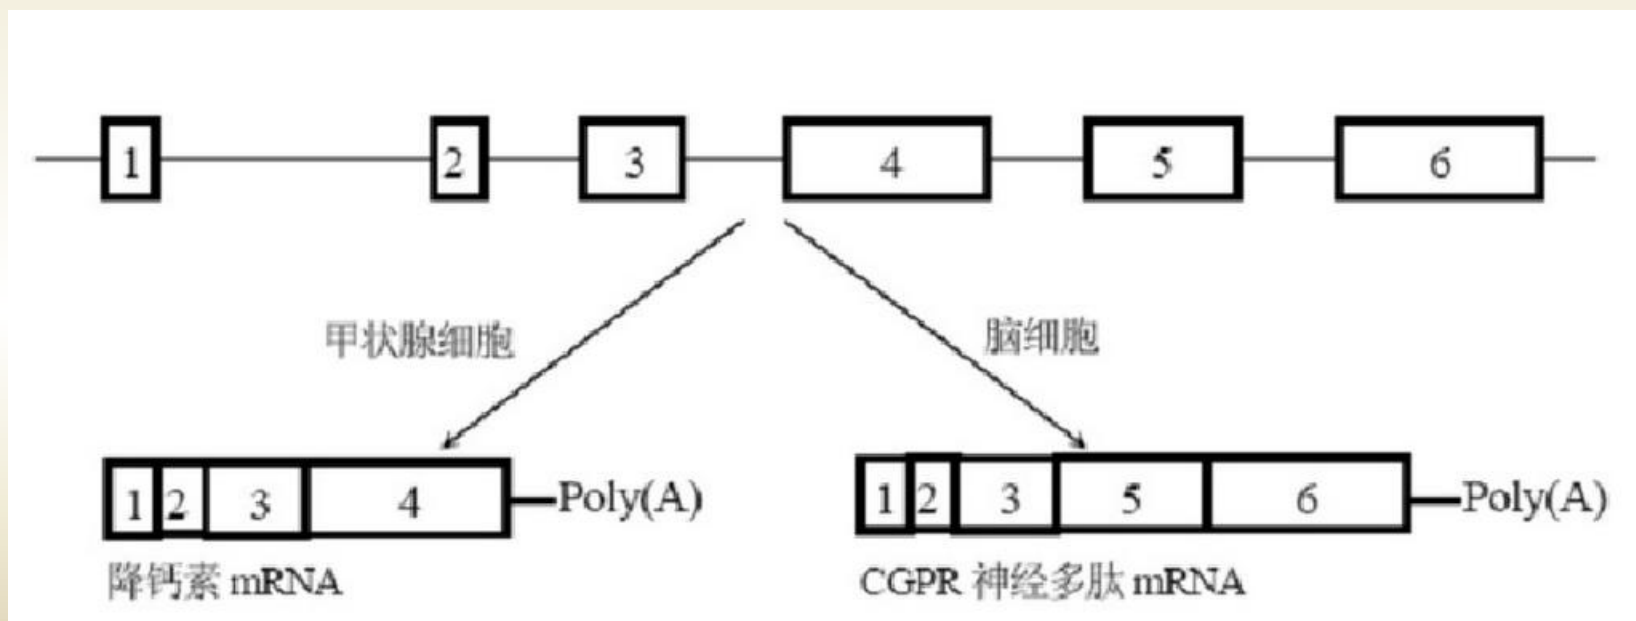 1 2 3 4 5 6
甲状腺细胞 脑细胞
1 2 3 4 Poly(A) 1 2 3 5 6 Poly(A)
降钙素 mRNA CGPR 神经多肽 mRNA